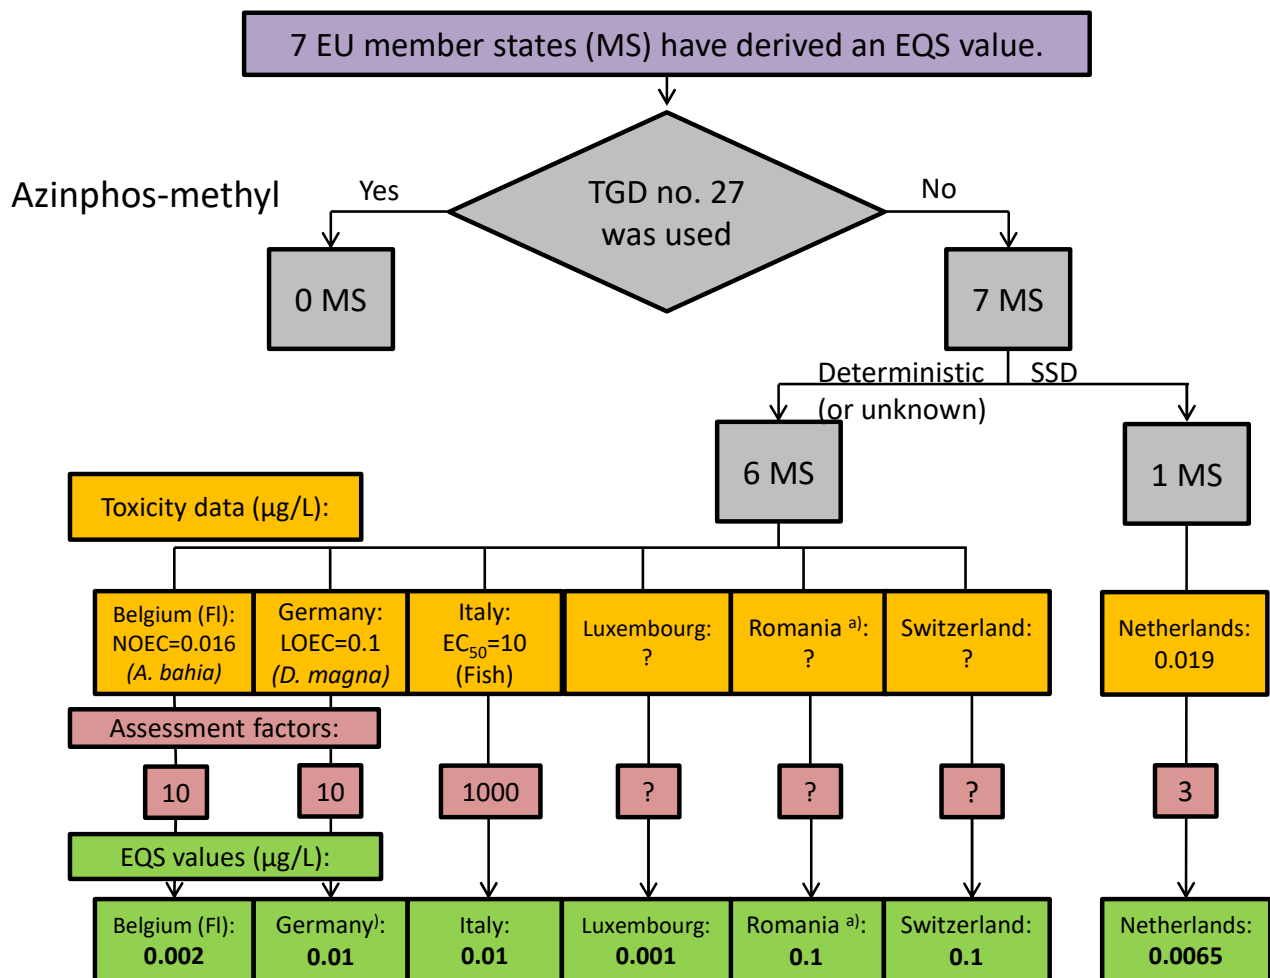 7 EU member states (MS) have derived an EQS value.
Azinphos-methyl
Yes
TGD no. 27
was used
No
0 MS
7 MS
Deterministic
(or unknown)
SSD
6 MS
1 MS
Toxicity data (µg/L):
Belgium (Fl):
NOEC=0.016
(A. bahia)
Germany:
LOEC=0.1
(D. magna)
Italy:
EC50=10
(Fish)
Luxembourg:
?
Romania a):
?
Switzerland:
?
Netherlands:
0.019
Assessment factors:
10
10
1000
?
?
?
3
EQS values (µg/L):
Belgium (Fl):
0.002
Germany):
0.01
Italy:
0.01
Luxembourg:
0.001
Romania a):
0.1
Switzerland:
0.1
Netherlands:
0.0065